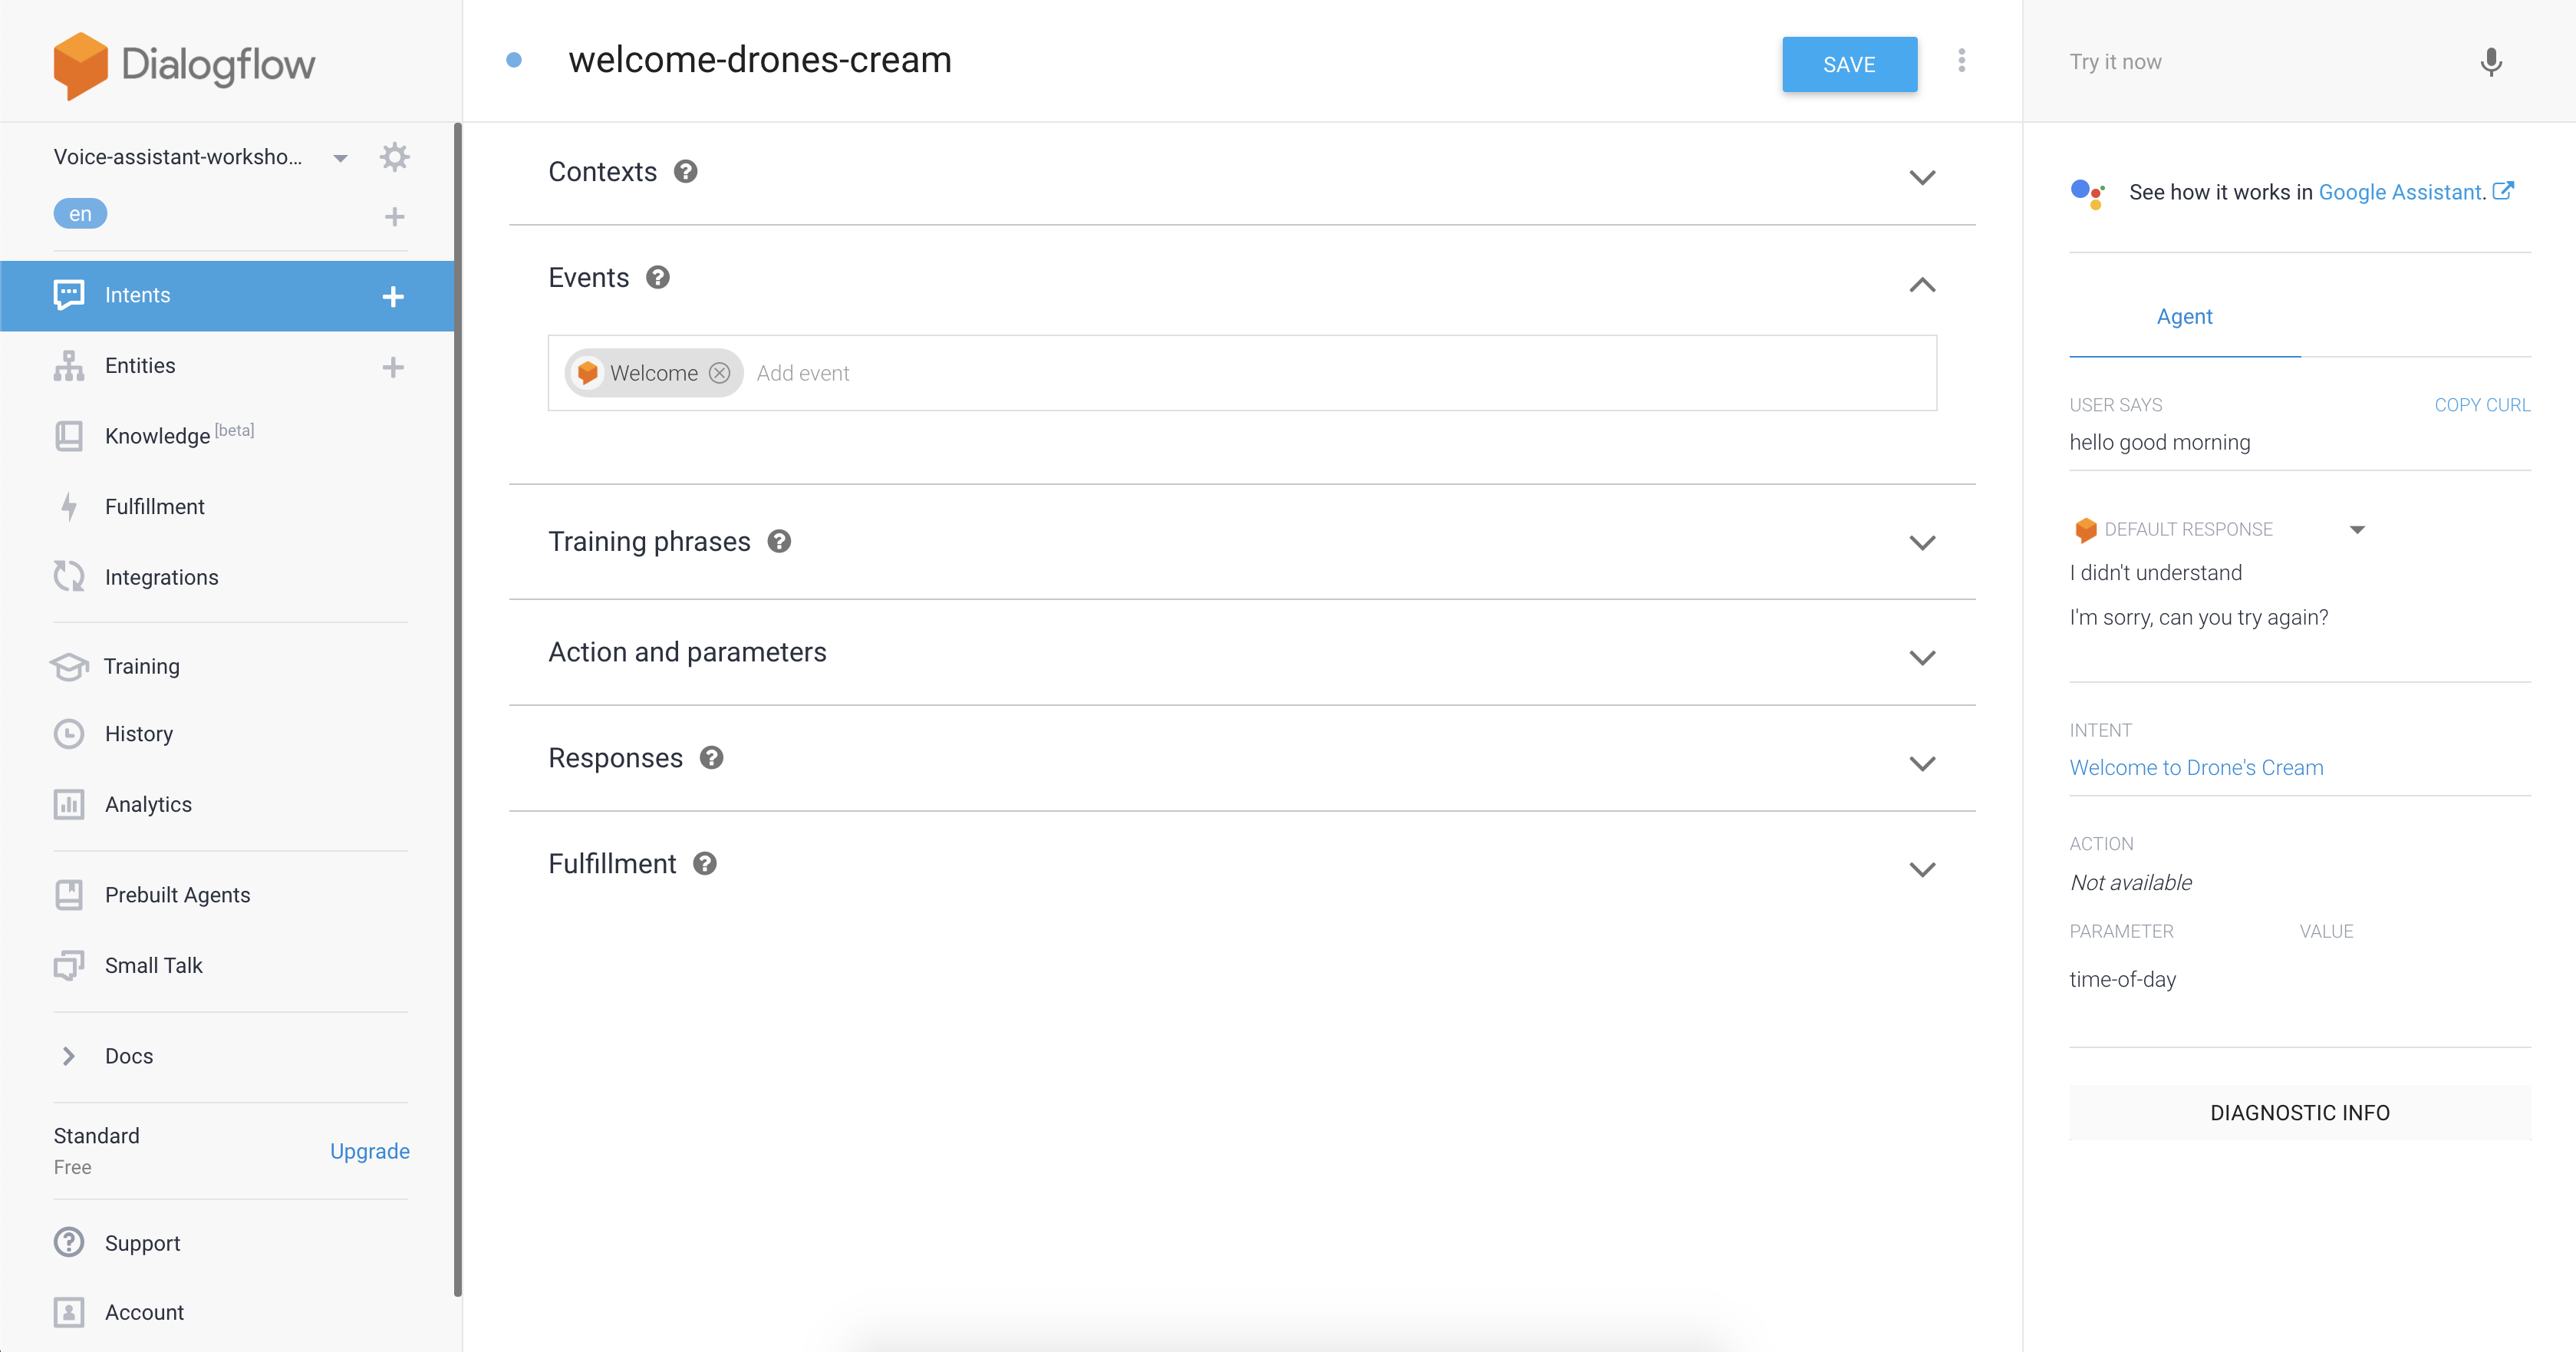 Dialogflow
Voice-assistant-worksho...
en
Intents
Entities
Knowledge [beta]
Fulfillment
Integrations
Training
History
Analytics
Prebuilt Agents
Small Talk
Docs
Standard
Free
Upgrade
Support
Account
welcome-drones-cream
SAVE
Contexts ?
Events ?
Welcome Add event
Training phrases ?
Action and parameters
Responses ?
Fulfillment ?
Try it now
See how it works in Google Assistant.
Agent
USER SAYS COPY CURL
hello good morning
DEFAULT RESPONSE
I didn't understand
I'm sorry, can you try again?
INTENT
Welcome to Drone's Cream
ACTION
Not available
PARAMETER VALUE
time-of-day
DIAGNOSTIC INFO